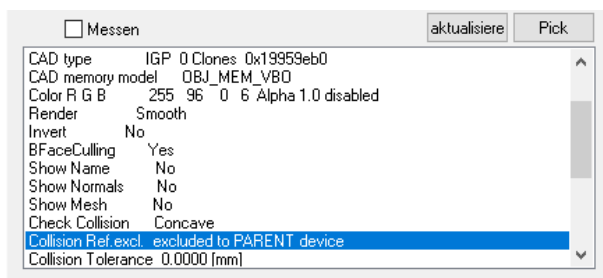 Messen aktualisiere Pick
CAD type IGP 0 Clones 0x19959eb0
CAD memory model OBJ_MEM_VBO
Color R G B 255 96 0 6 Alpha 1.0 disabled
Render Smooth
Invert No
BFaceCulling Yes
Show Name No
Show Normals No
Show Mesh No
Check Collision Concave
Collision Ref.excl. excluded to PARENT device
Collision Tolerance 0.0000 [mm]